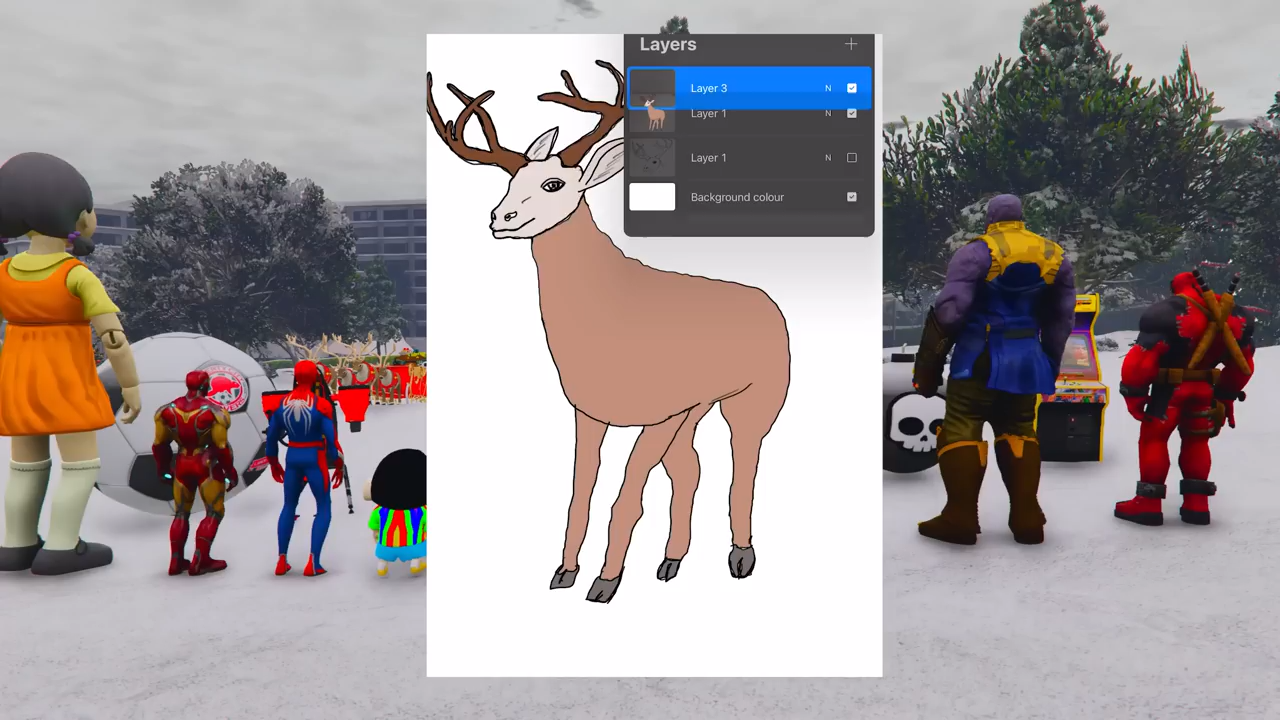 Layers
Layer 3 N
Layer 1 N
Layer 1 N
Background colour